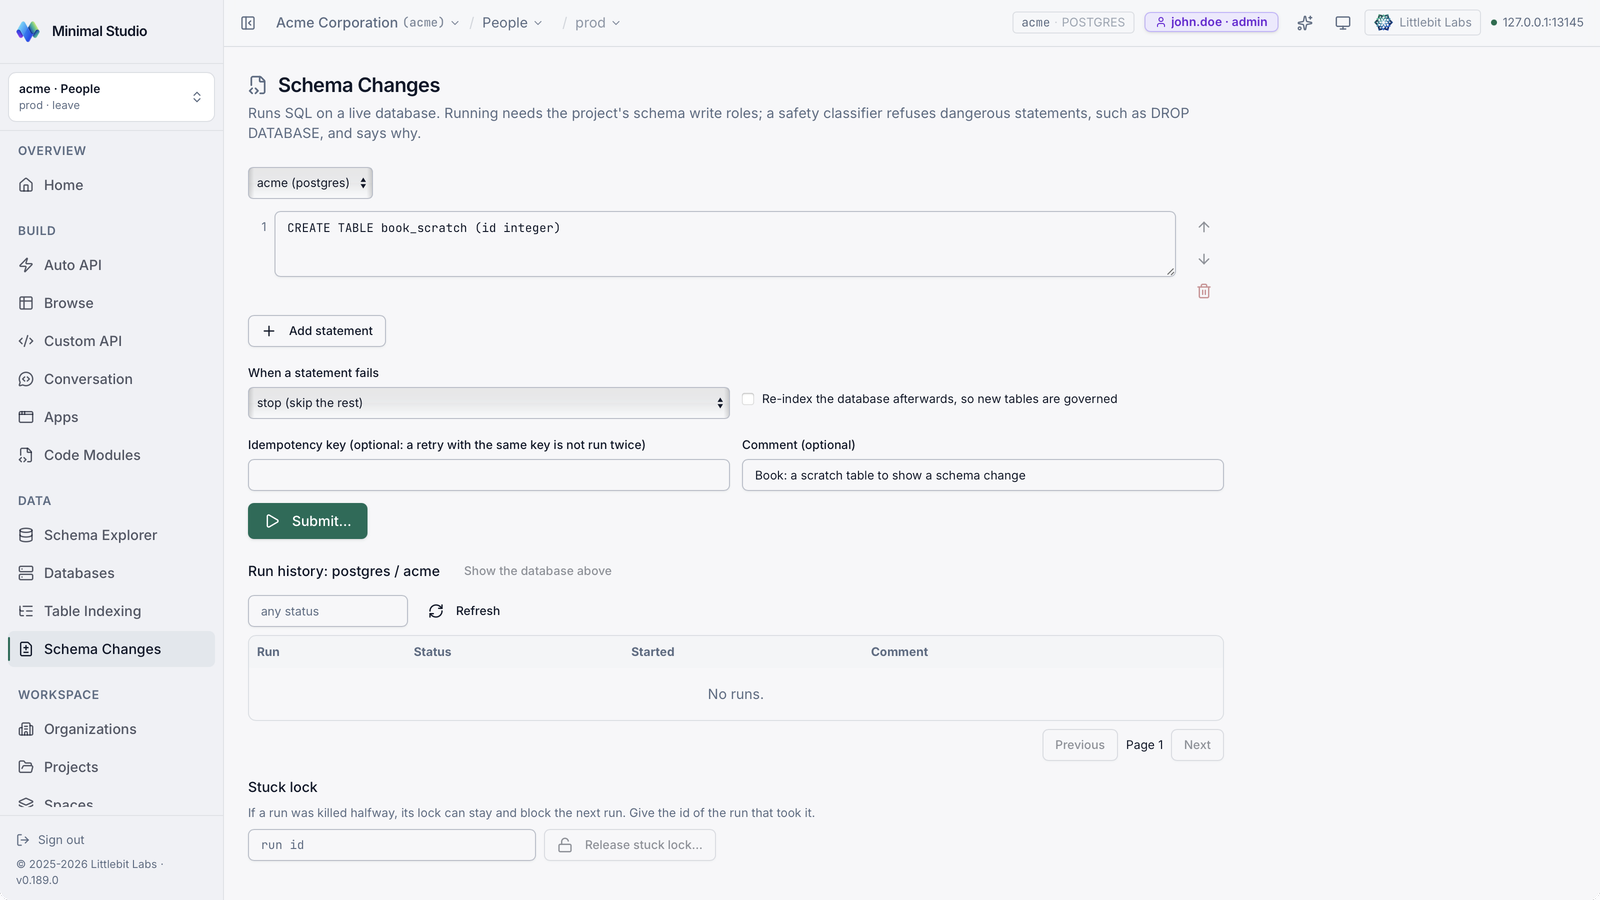 Minimal Studio
acme · People
prod · leave
OVERVIEW
Home
BUILD
Auto API
Browse
Custom API
Conversation
Apps
Code Modules
DATA
Schema Explorer
Databases
Table Indexing
Schema Changes
WORKSPACE
Organizations
Projects
Spaces
Sign out
© 2025-2026 Littlebit Labs ·
v0.189.0
Acme Corporation (acme) / People / prod
acme · POSTGRES
john.doe · admin
Littlebit Labs
127.0.0.1:13145
Schema Changes
Runs SQL on a live database. Running needs the project's schema write roles; a safety classifier refuses dangerous statements, such as DROP
DATABASE, and says why.
acme (postgres)
1 CREATE TABLE book_scratch (id integer)
Add statement
When a statement fails
stop (skip the rest)
Re-index the database afterwards, so new tables are governed
Idempotency key (optional: a retry with the same key is not run twice)
Comment (optional)
Book: a scratch table to show a schema change
Submit...
Run history: postgres / acme
Show the database above
any status
Refresh
Run Status Started Comment
No runs.
Previous Page 1 Next
Stuck lock
If a run was killed halfway, its lock can stay and block the next run. Give the id of the run that took it.
run id
Release stuck lock...